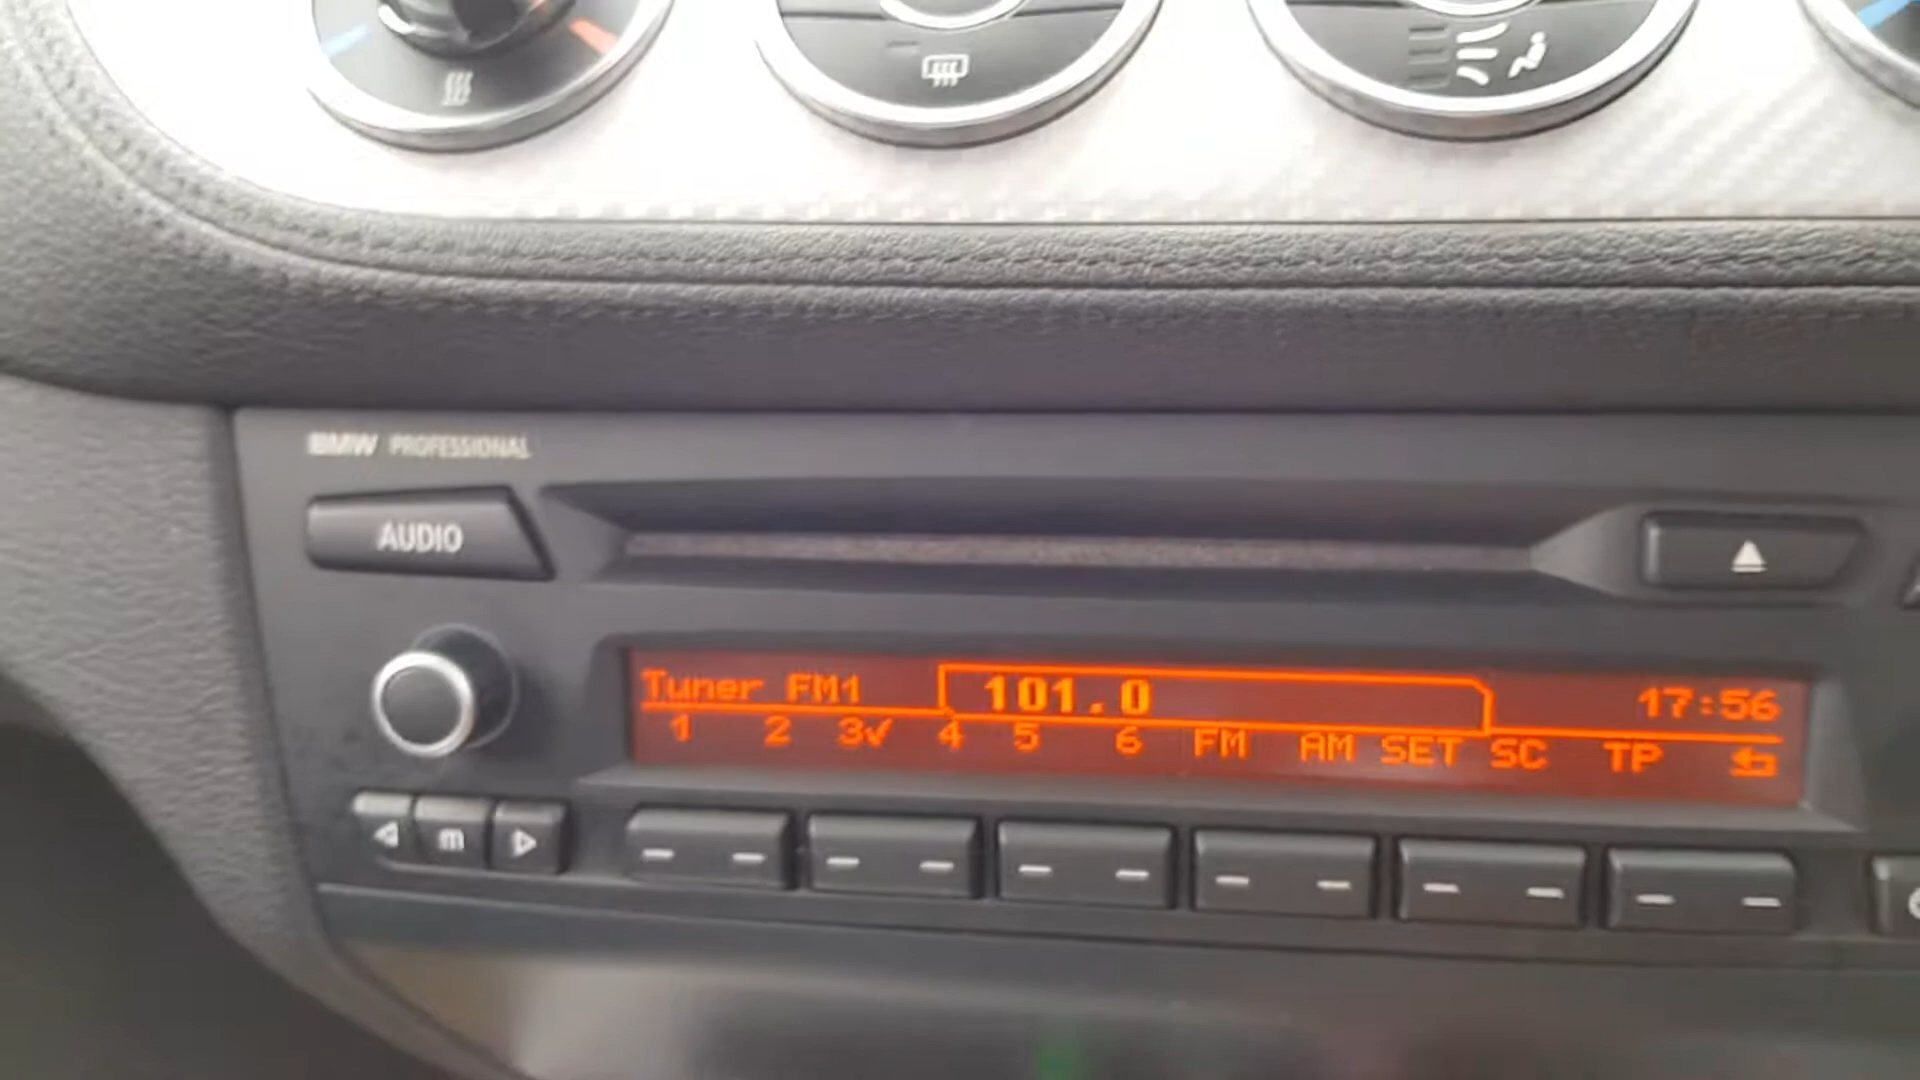 BMW PROFESSIONAL
AUDIO
Tuner FM1 101.0 17:56
1 2 3✓ 4 5 6 FM AM SET SC TP
m